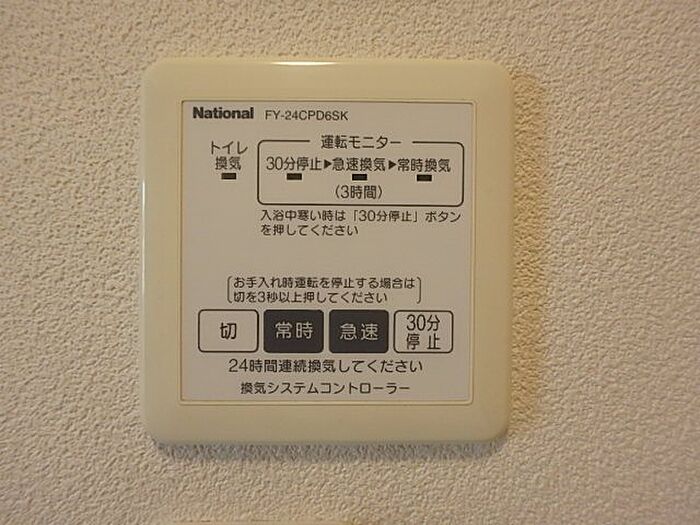 National FY-24CPD6SK
運転モニター
トイレ
換気
30分停止▶急速換気▶常時換気
(3時間)
入浴中寒い時は「30分停止」ボタン
を押してください
お手入れ時運転を停止する場合は
切を3秒以上押してください
切 常時 急速 30分
停止
24時間連続換気してください
換気システムコントローラー